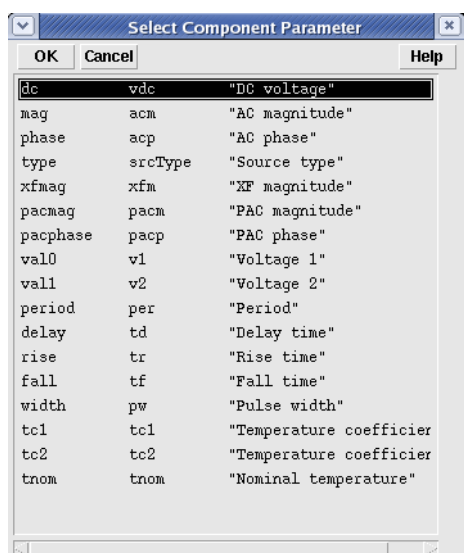 Select Component Parameter
OK Cancel Help
dc vdc "DC voltage"
mag acm "AC magnitude"
phase acp "AC phase"
type srcType "Source type"
xfmag xfm "XF magnitude"
pacmag pacm "PAC magnitude"
pacphase pacp "PAC phase"
val0 v1 "Voltage 1"
val1 v2 "Voltage 2"
period per "Period"
delay td "Delay time"
rise tr "Rise time"
fall tf "Fall time"
width pw "Pulse width"
tc1 tc1 "Temperature coefficier
tc2 tc2 "Temperature coefficier
tnom tnom "Nominal temperature"